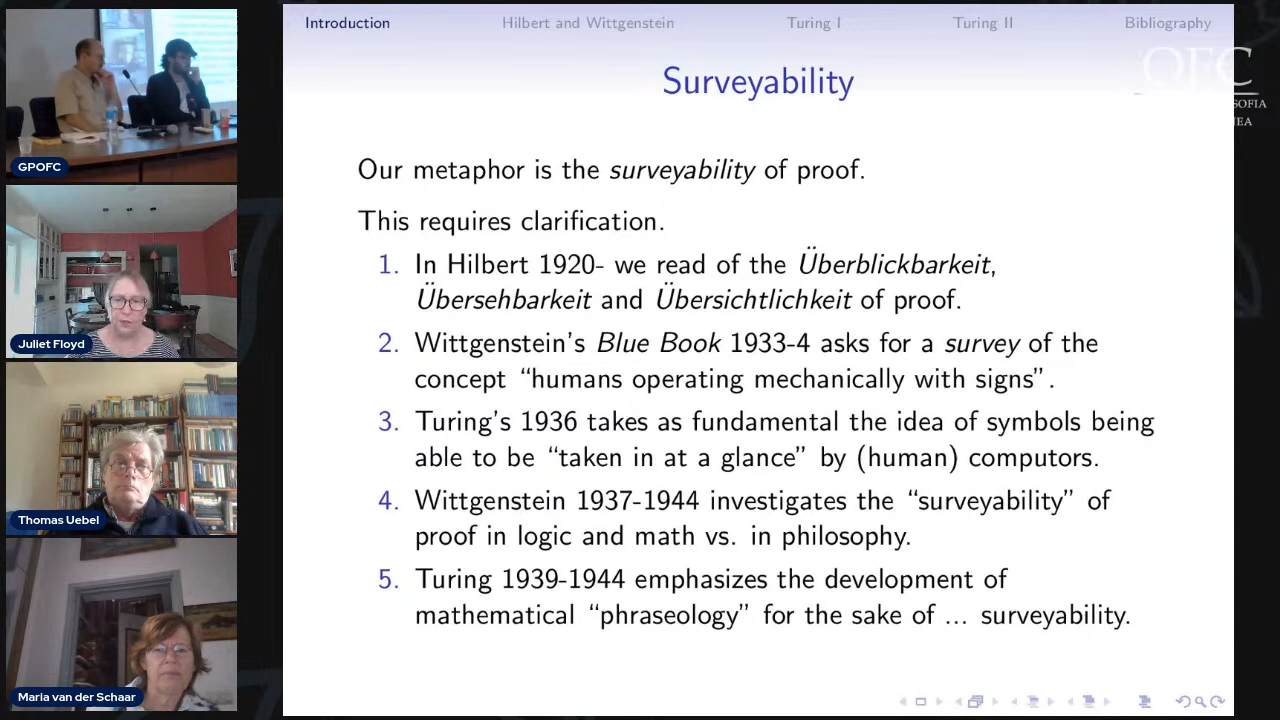 Introduction
Hilbert and Wittgenstein
Turing I
Turing II
Bibliography
Surveyability
Our metaphor is the surveyability of proof.
This requires clarification.
1. In Hilbert 1920- we read of the Überblickbarkeit,
Übersehbarkeit and Übersichtlichkeit of proof.
2. Wittgenstein's Blue Book 1933-4 asks for a survey of the
concept “humans operating mechanically with signs”.
3. Turing's 1936 takes as fundamental the idea of symbols being
able to be “taken in at a glance” by (human) computors.
4. Wittgenstein 1937-1944 investigates the “surveyability” of
proof in logic and math vs. in philosophy.
5. Turing 1939-1944 emphasizes the development of
mathematical “phraseology” for the sake of ... surveyability.
GPOFC
Juliet Floyd
Thomas Uebel
Maria van der Schaar